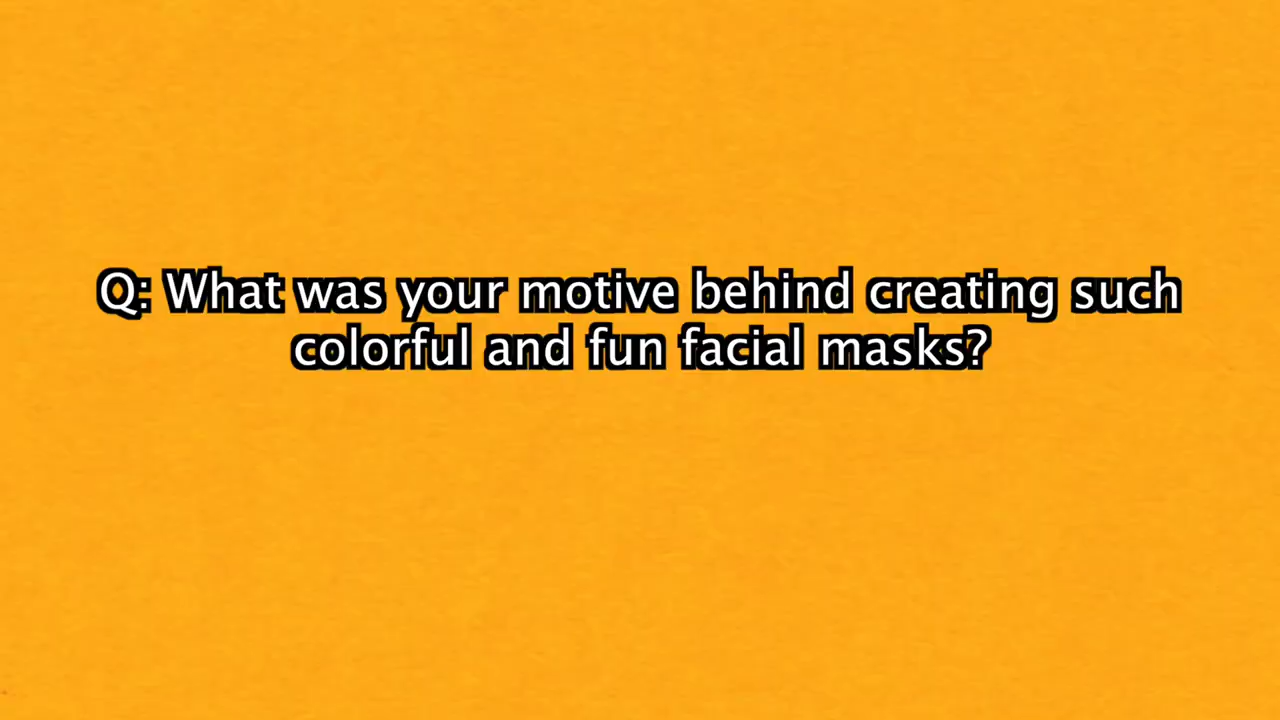 Q: What was your motive behind creating such
colorful and fun facial masks?